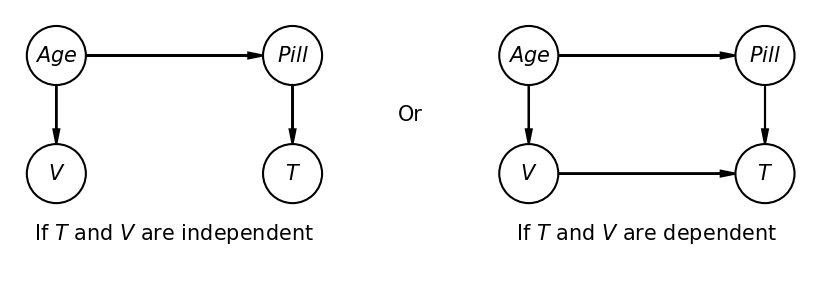 Age
Pill
V
T
If T and V are independent
Or
Age
Pill
V
T
If T and V are dependent